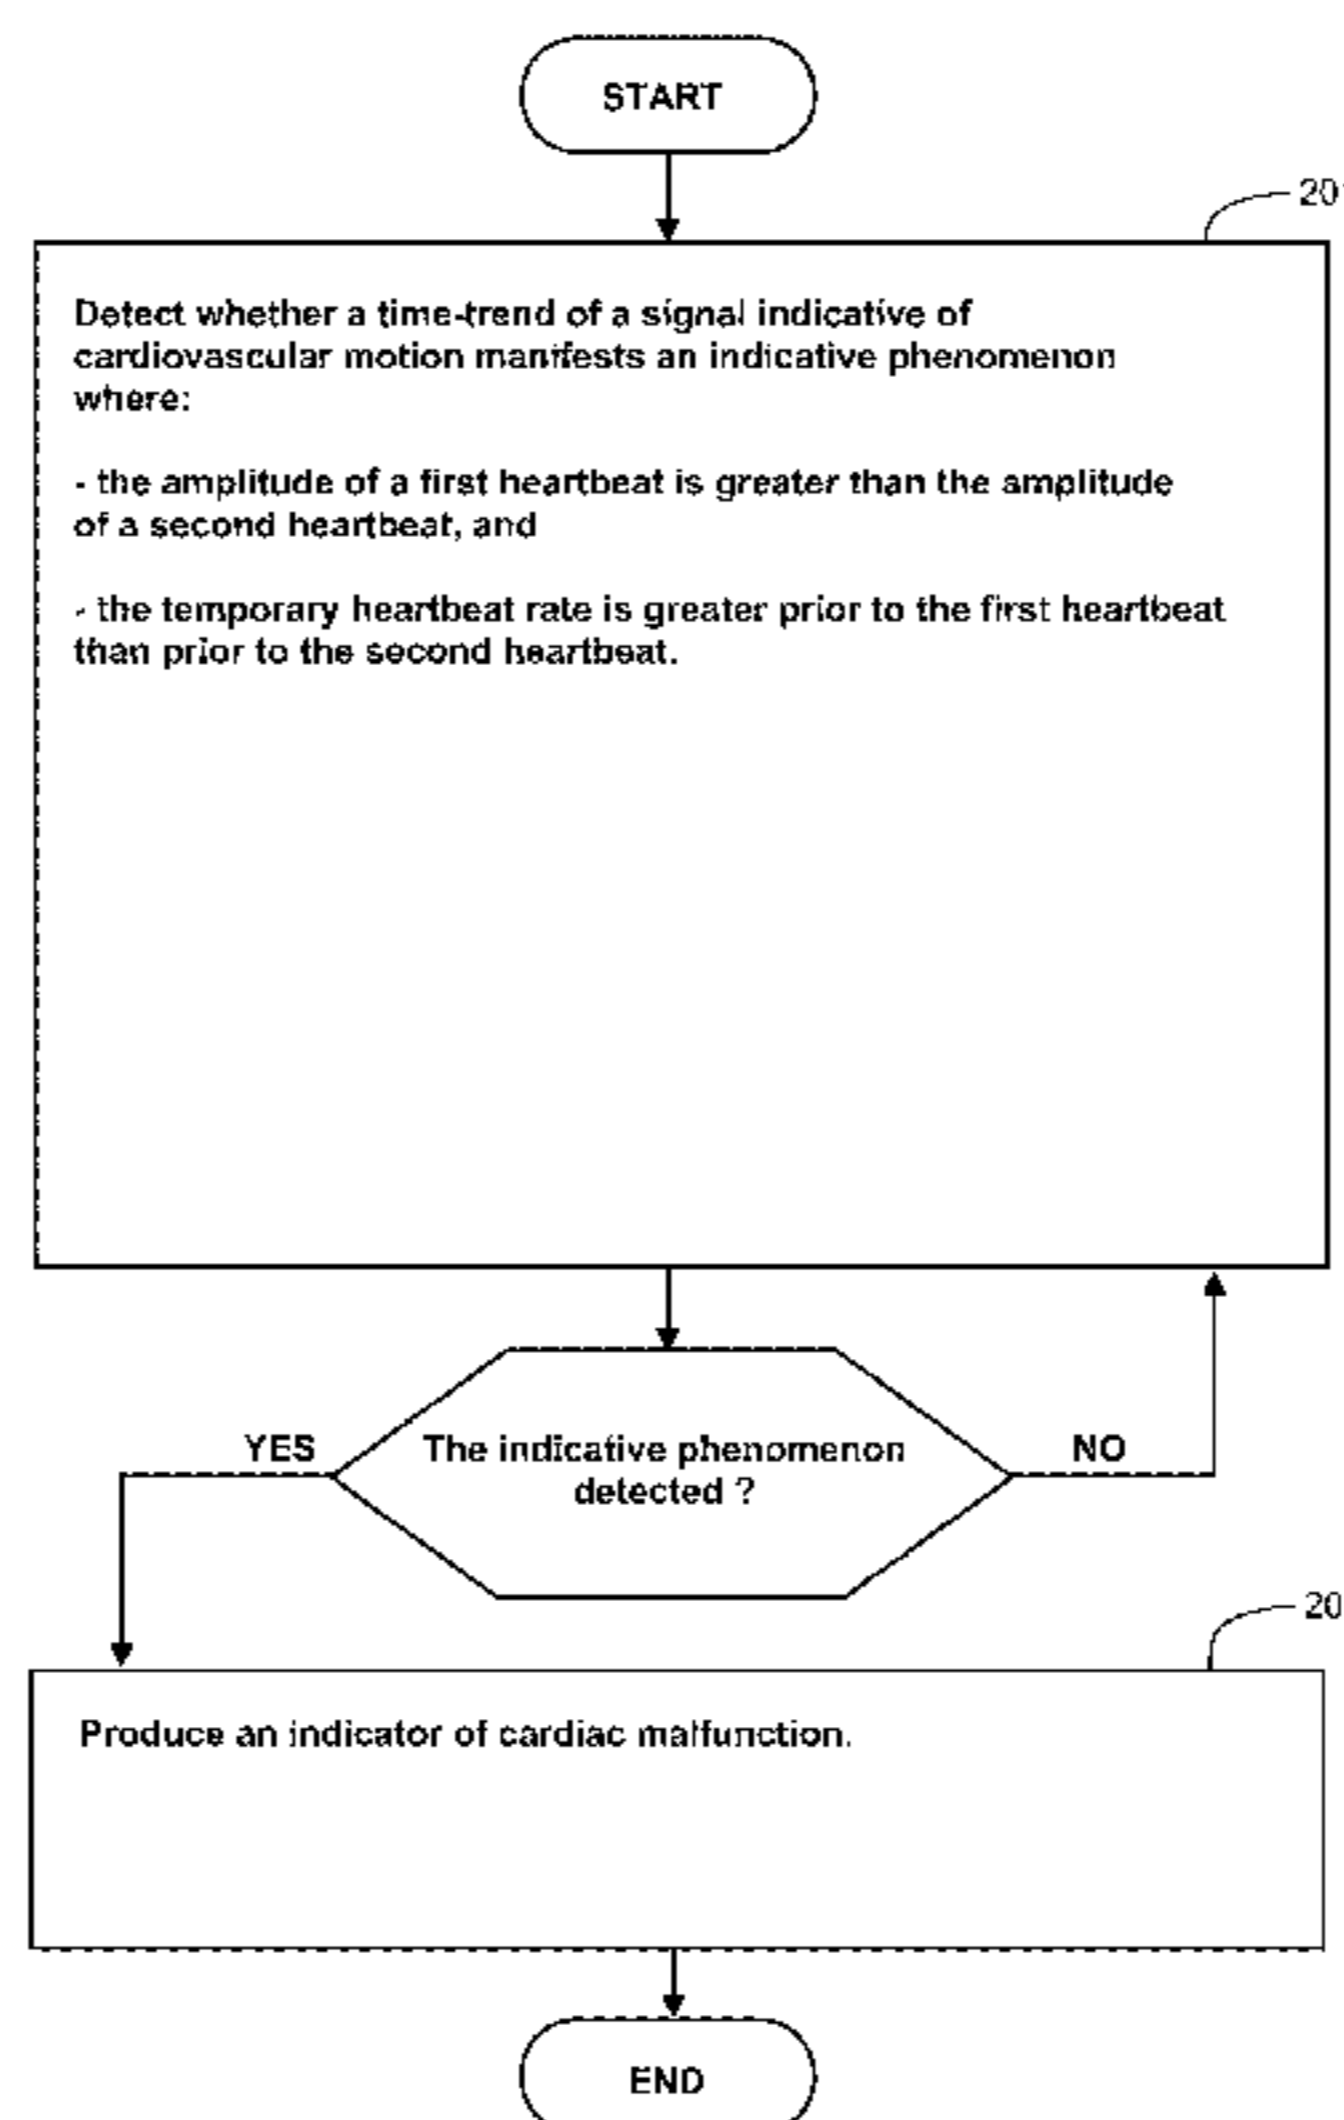 START
20
Detect whether a time-trend of a signal indicative of
cardiovascular motion manifests an indicative phenomenon
where:
- the amplitude of a first heartbeat is greater than the amplitude
of a second heartbeat, and
- the temporary heartbeat rate is greater prior to the first heartbeat
than prior to the second heartbeat.
YES
The indicative phenomenon
detected ?
NO
20
Produce an indicator of cardiac malfunction.
END